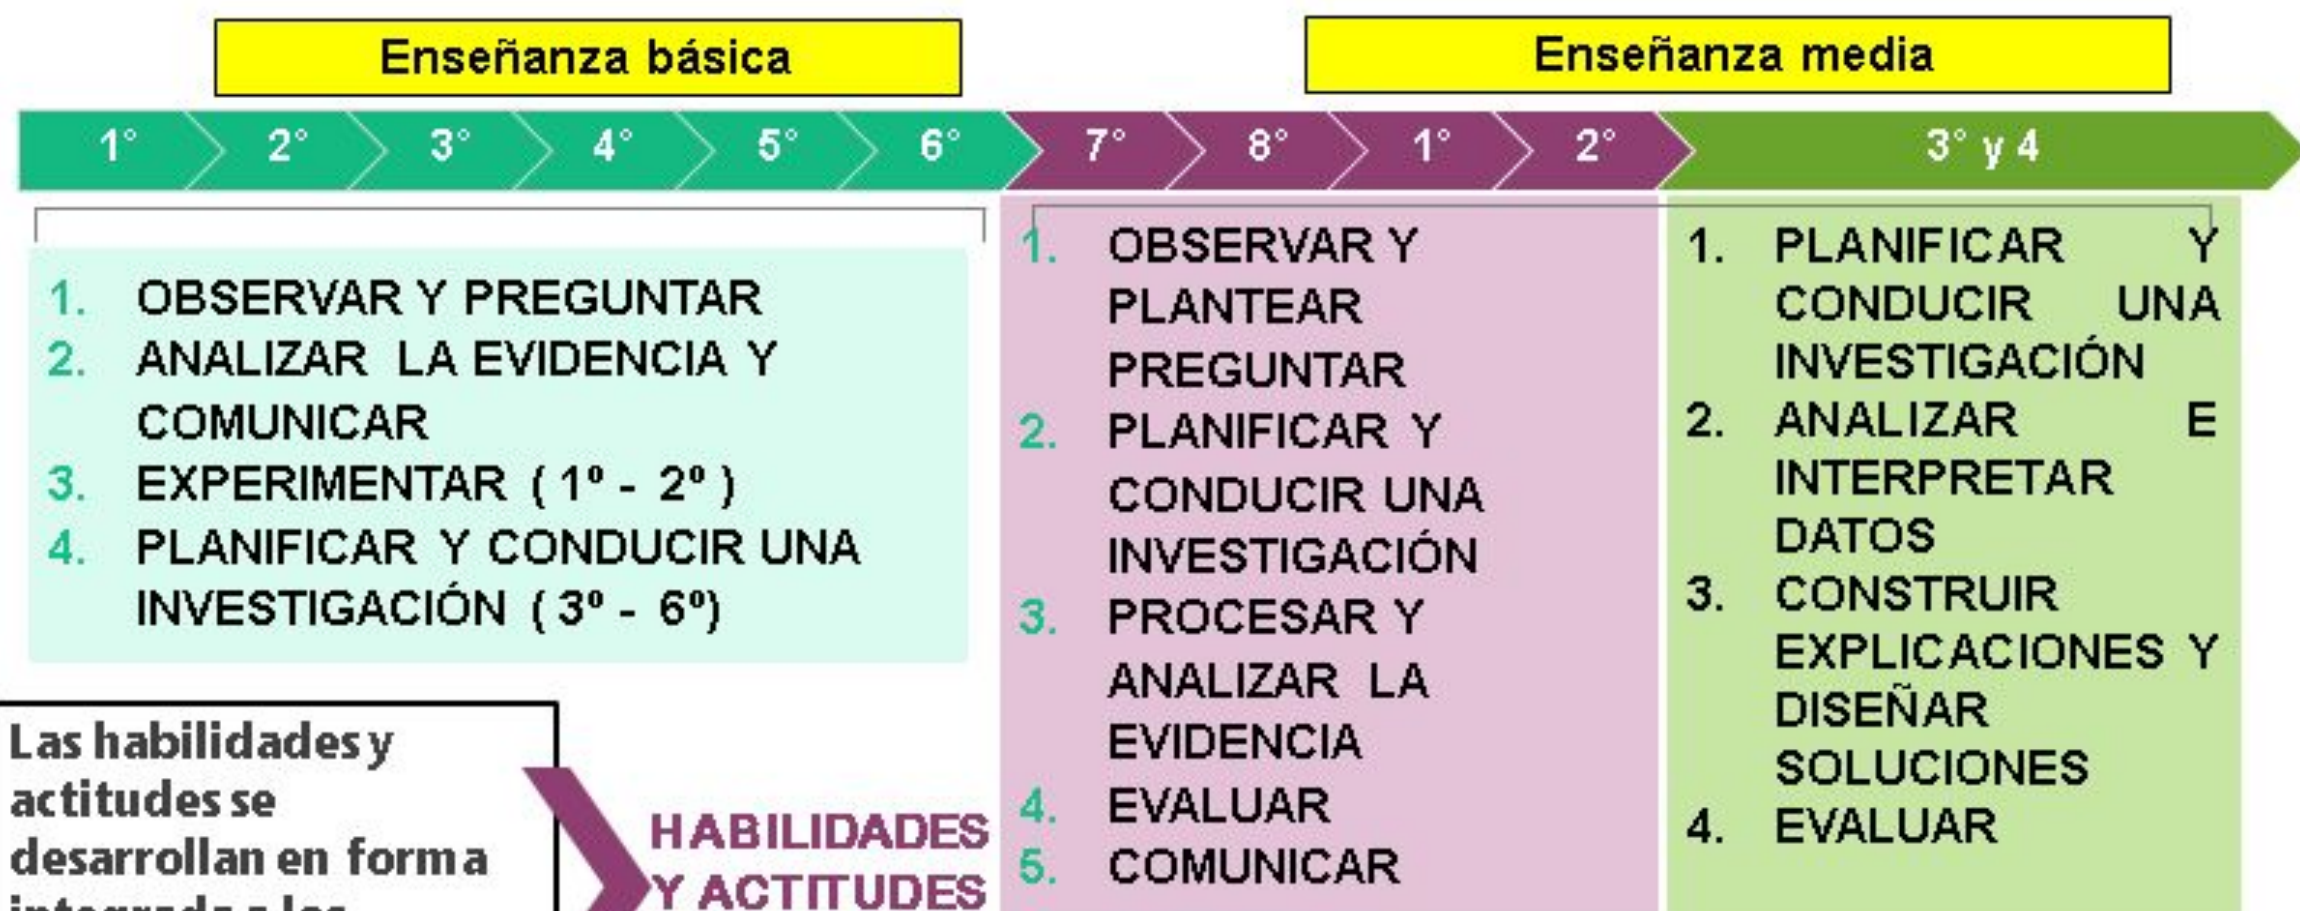 Enseñanza básica
Enseñanza media
1° 2° 3° 4° 5° 6° 7° 8° 1° 2° 3° y 4
1. OBSERVAR Y PREGUNTAR
2. ANALIZAR LA EVIDENCIA Y
COMUNICAR
3. EXPERIMENTAR ( 1º - 2º )
4. PLANIFICAR Y CONDUCIR UNA
INVESTIGACIÓN ( 3º - 6º)
Las habilidades y
actitudes se
desarrollan en forma
HABILIDADES
Y ACTITUDES
1. OBSERVAR Y
PLANTEAR
PREGUNTAR
2. PLANIFICAR Y
CONDUCIR UNA
INVESTIGACIÓN
3. PROCESAR Y
ANALIZAR LA
EVIDENCIA
4. EVALUAR
5. COMUNICAR
1. PLANIFICAR Y
CONDUCIR UNA
INVESTIGACIÓN
2. ANALIZAR E
INTERPRETAR
DATOS
3. CONSTRUIR
EXPLICACIONES Y
DISEÑAR
SOLUCIONES
4. EVALUAR